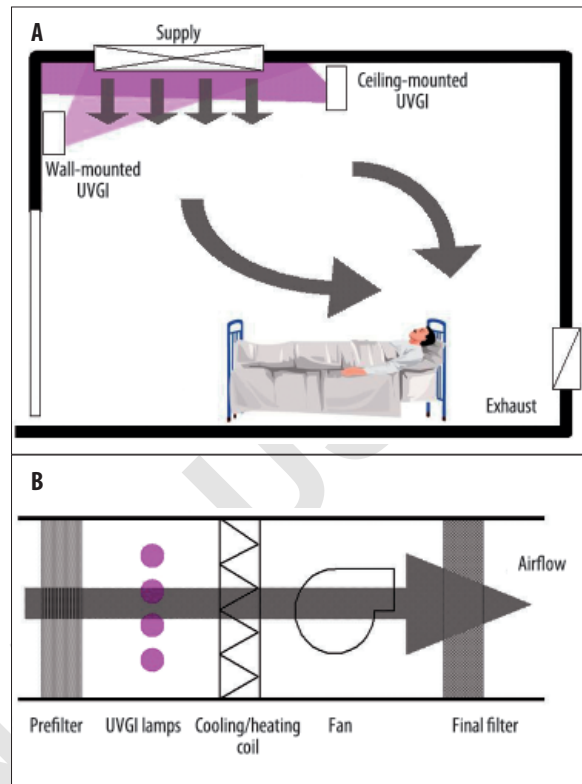 A
Supply
Ceiling-mounted
UVGI
Wall-mounted
UVGI
Exhaust
B
Airflow
Prefilter
UVGI lamps
Cooling/heating
coil
Fan
Final filter